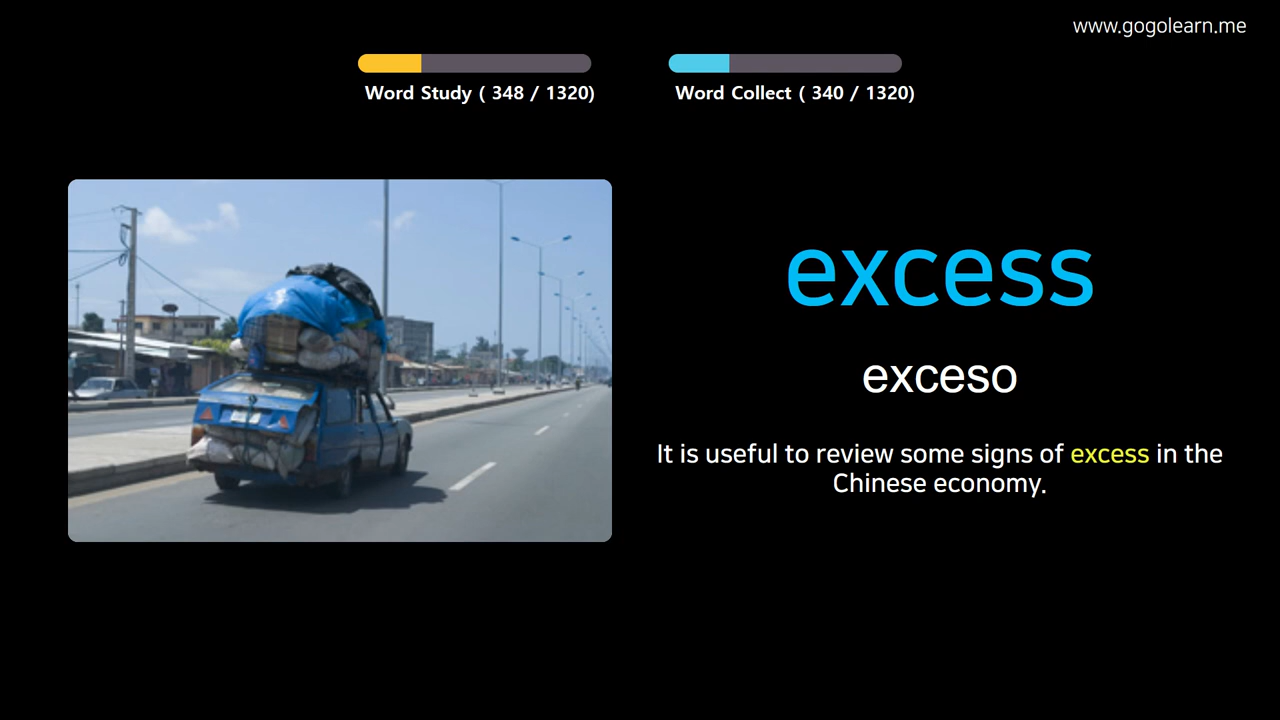 www.gogolearn.me
Word Study ( 348 / 1320)
Word Collect ( 340 / 1320)
excess
exceso
It is useful to review some signs of excess in the
Chinese economy.